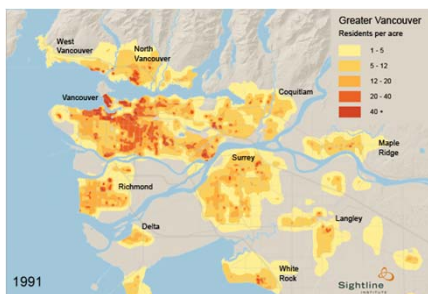 Greater Vancouver
Residents per acre
1 - 5
5 - 12
12 - 20
20 - 40
40 +
West
Vancouver
North
Vancouver
Vancouver
Coquitlam
Maple
Ridge
Surrey
Richmond
Delta
Langley
White
Rock
1991
Sightline
INSTITUTE